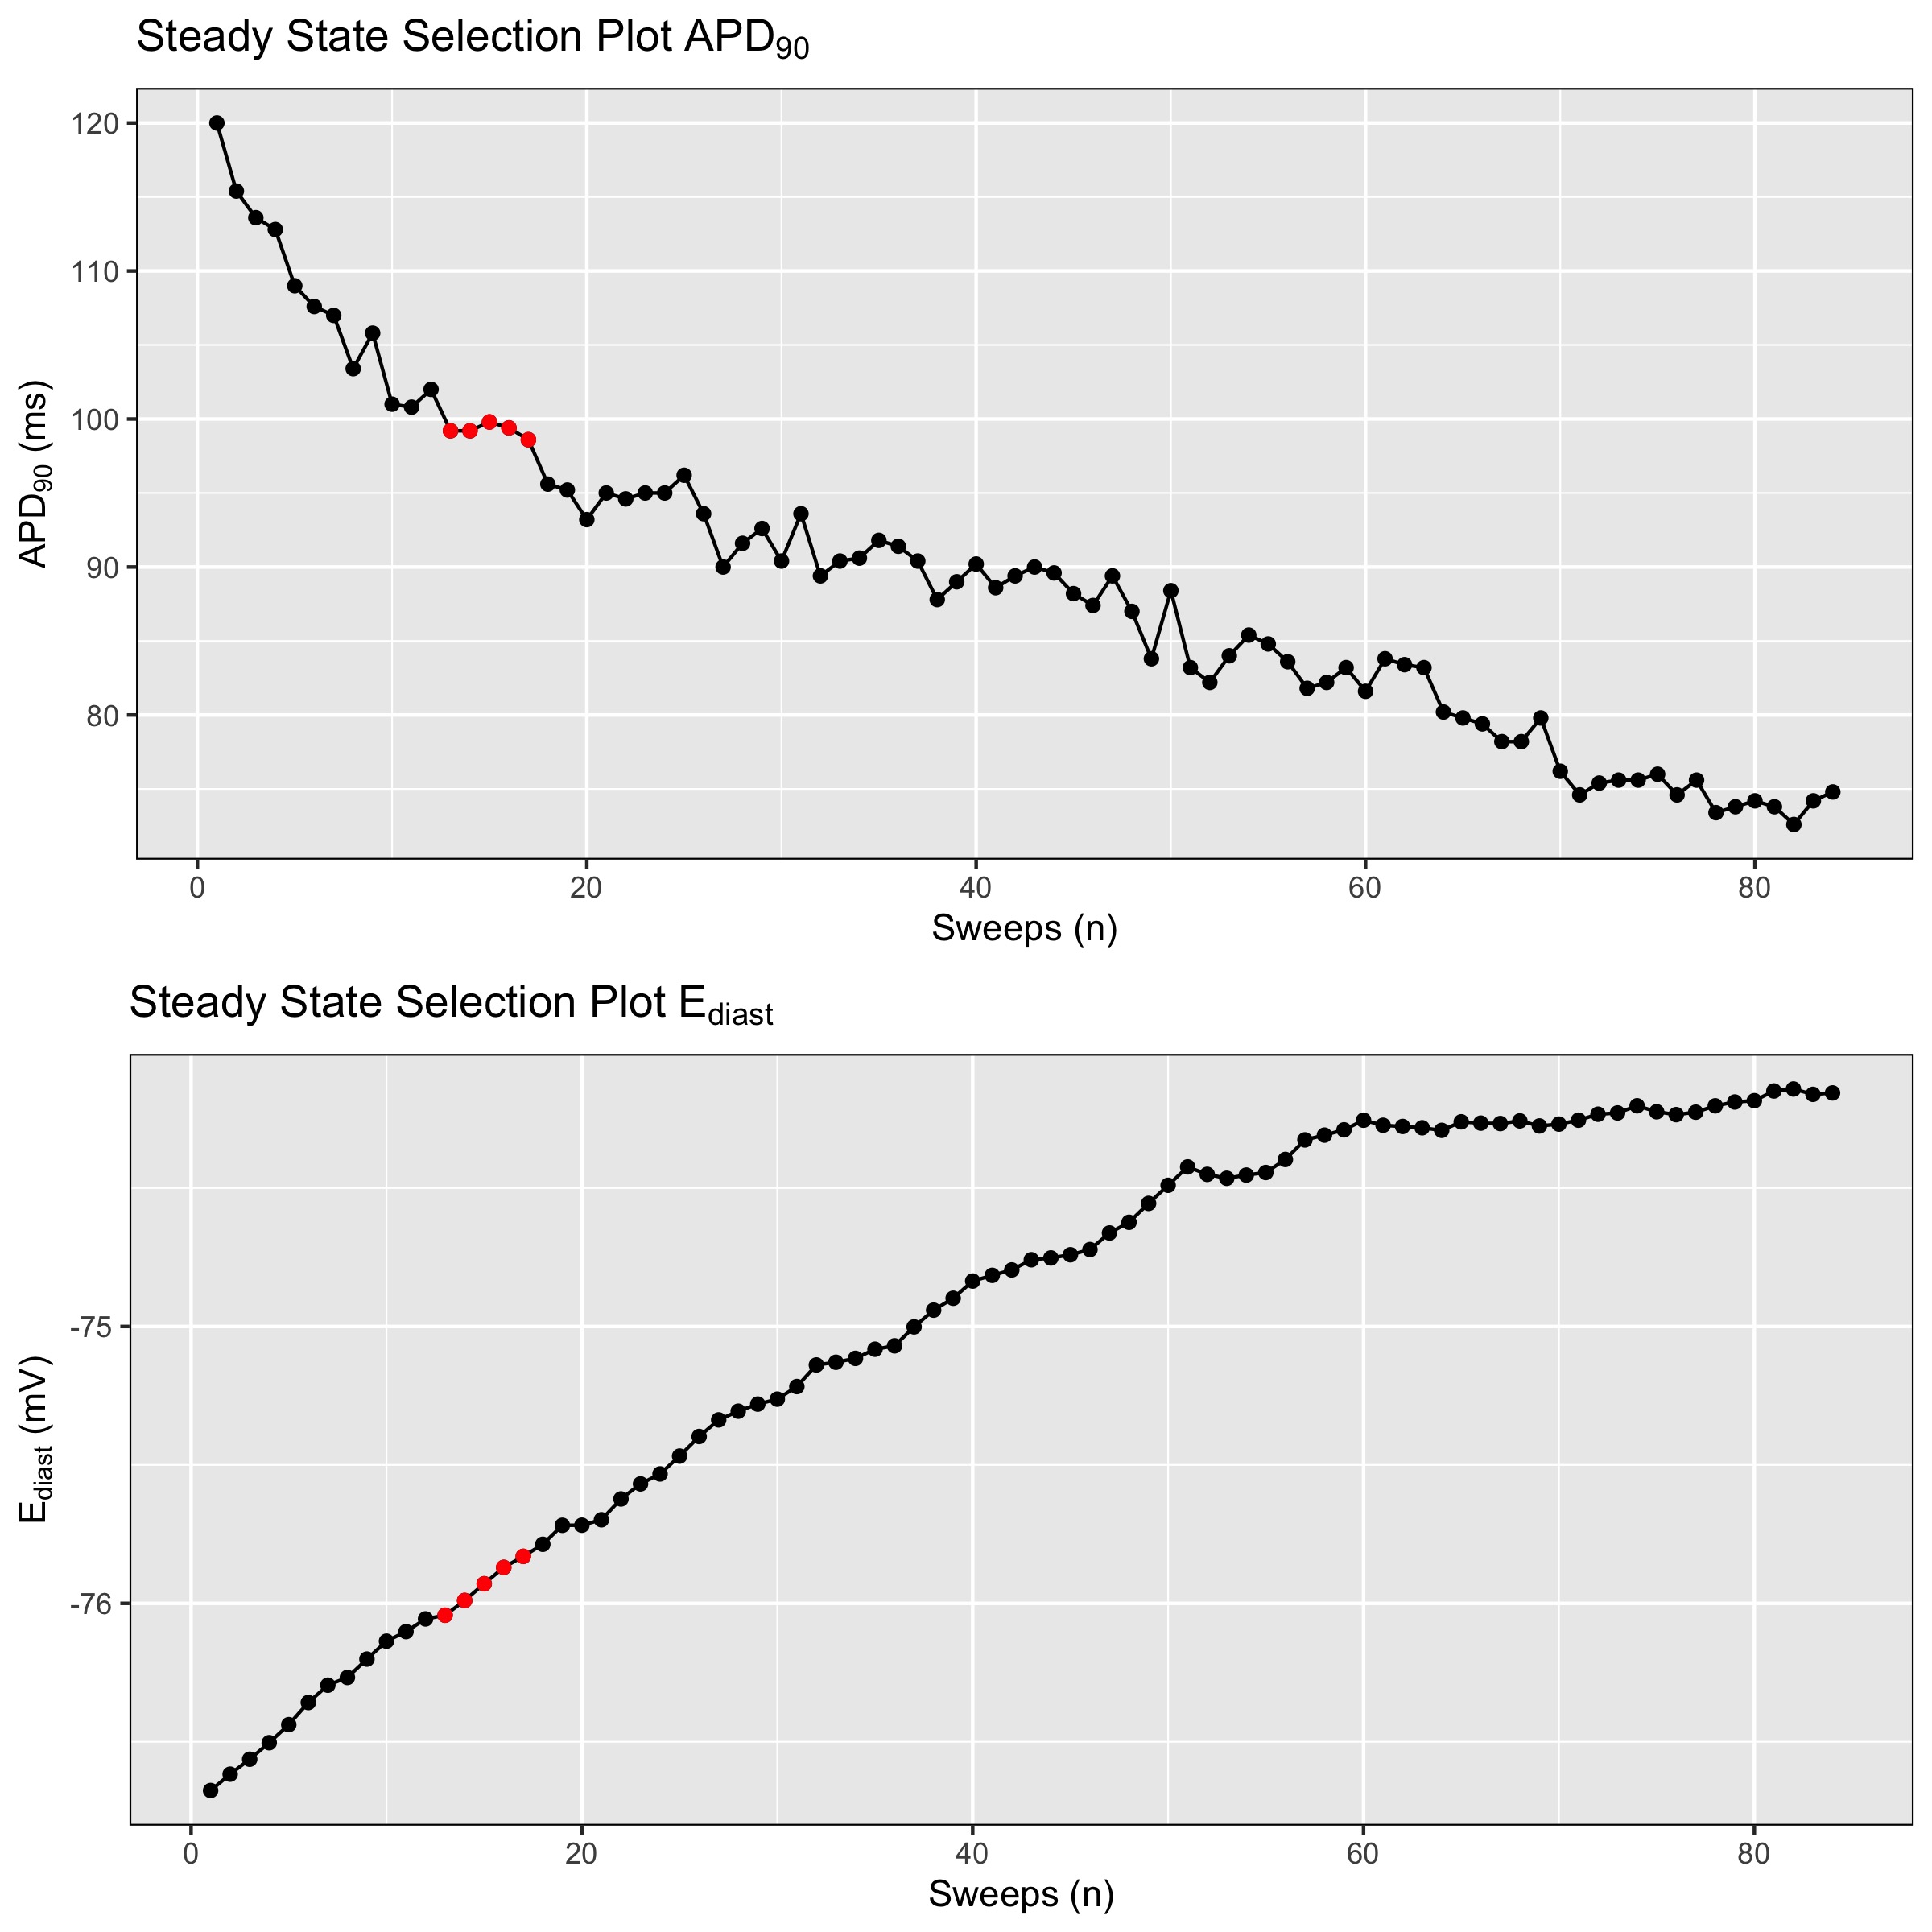 Steady State Selection Plot APD90
120
110
100
90
80
APD90 (ms)
0 20 40 60 80
Sweeps (n)
Steady State Selection Plot Ediast
-75
-76
Ediast (mV)
0 20 40 60 80
Sweeps (n)